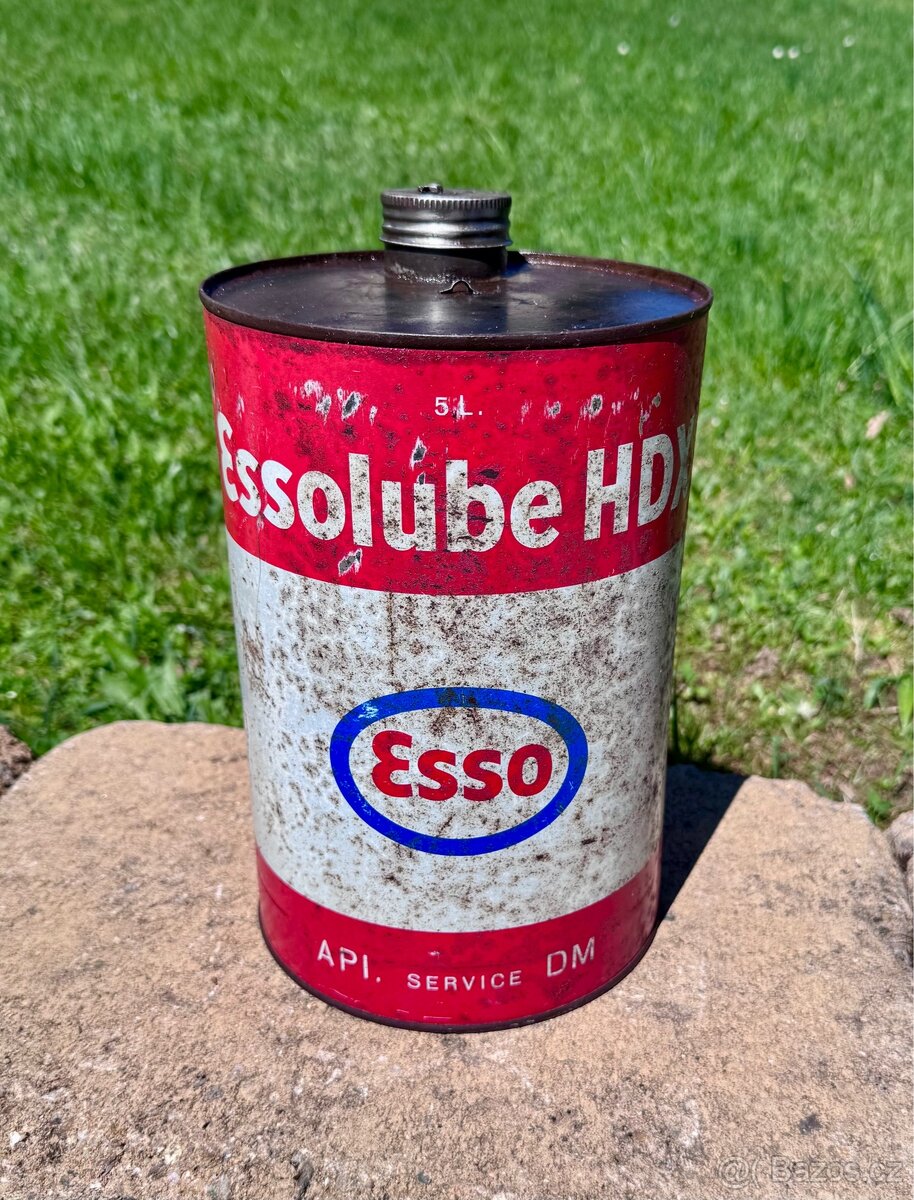 5 L.
Essolube HDX
Esso
API. SERVICE DM
@ Bazos.cz